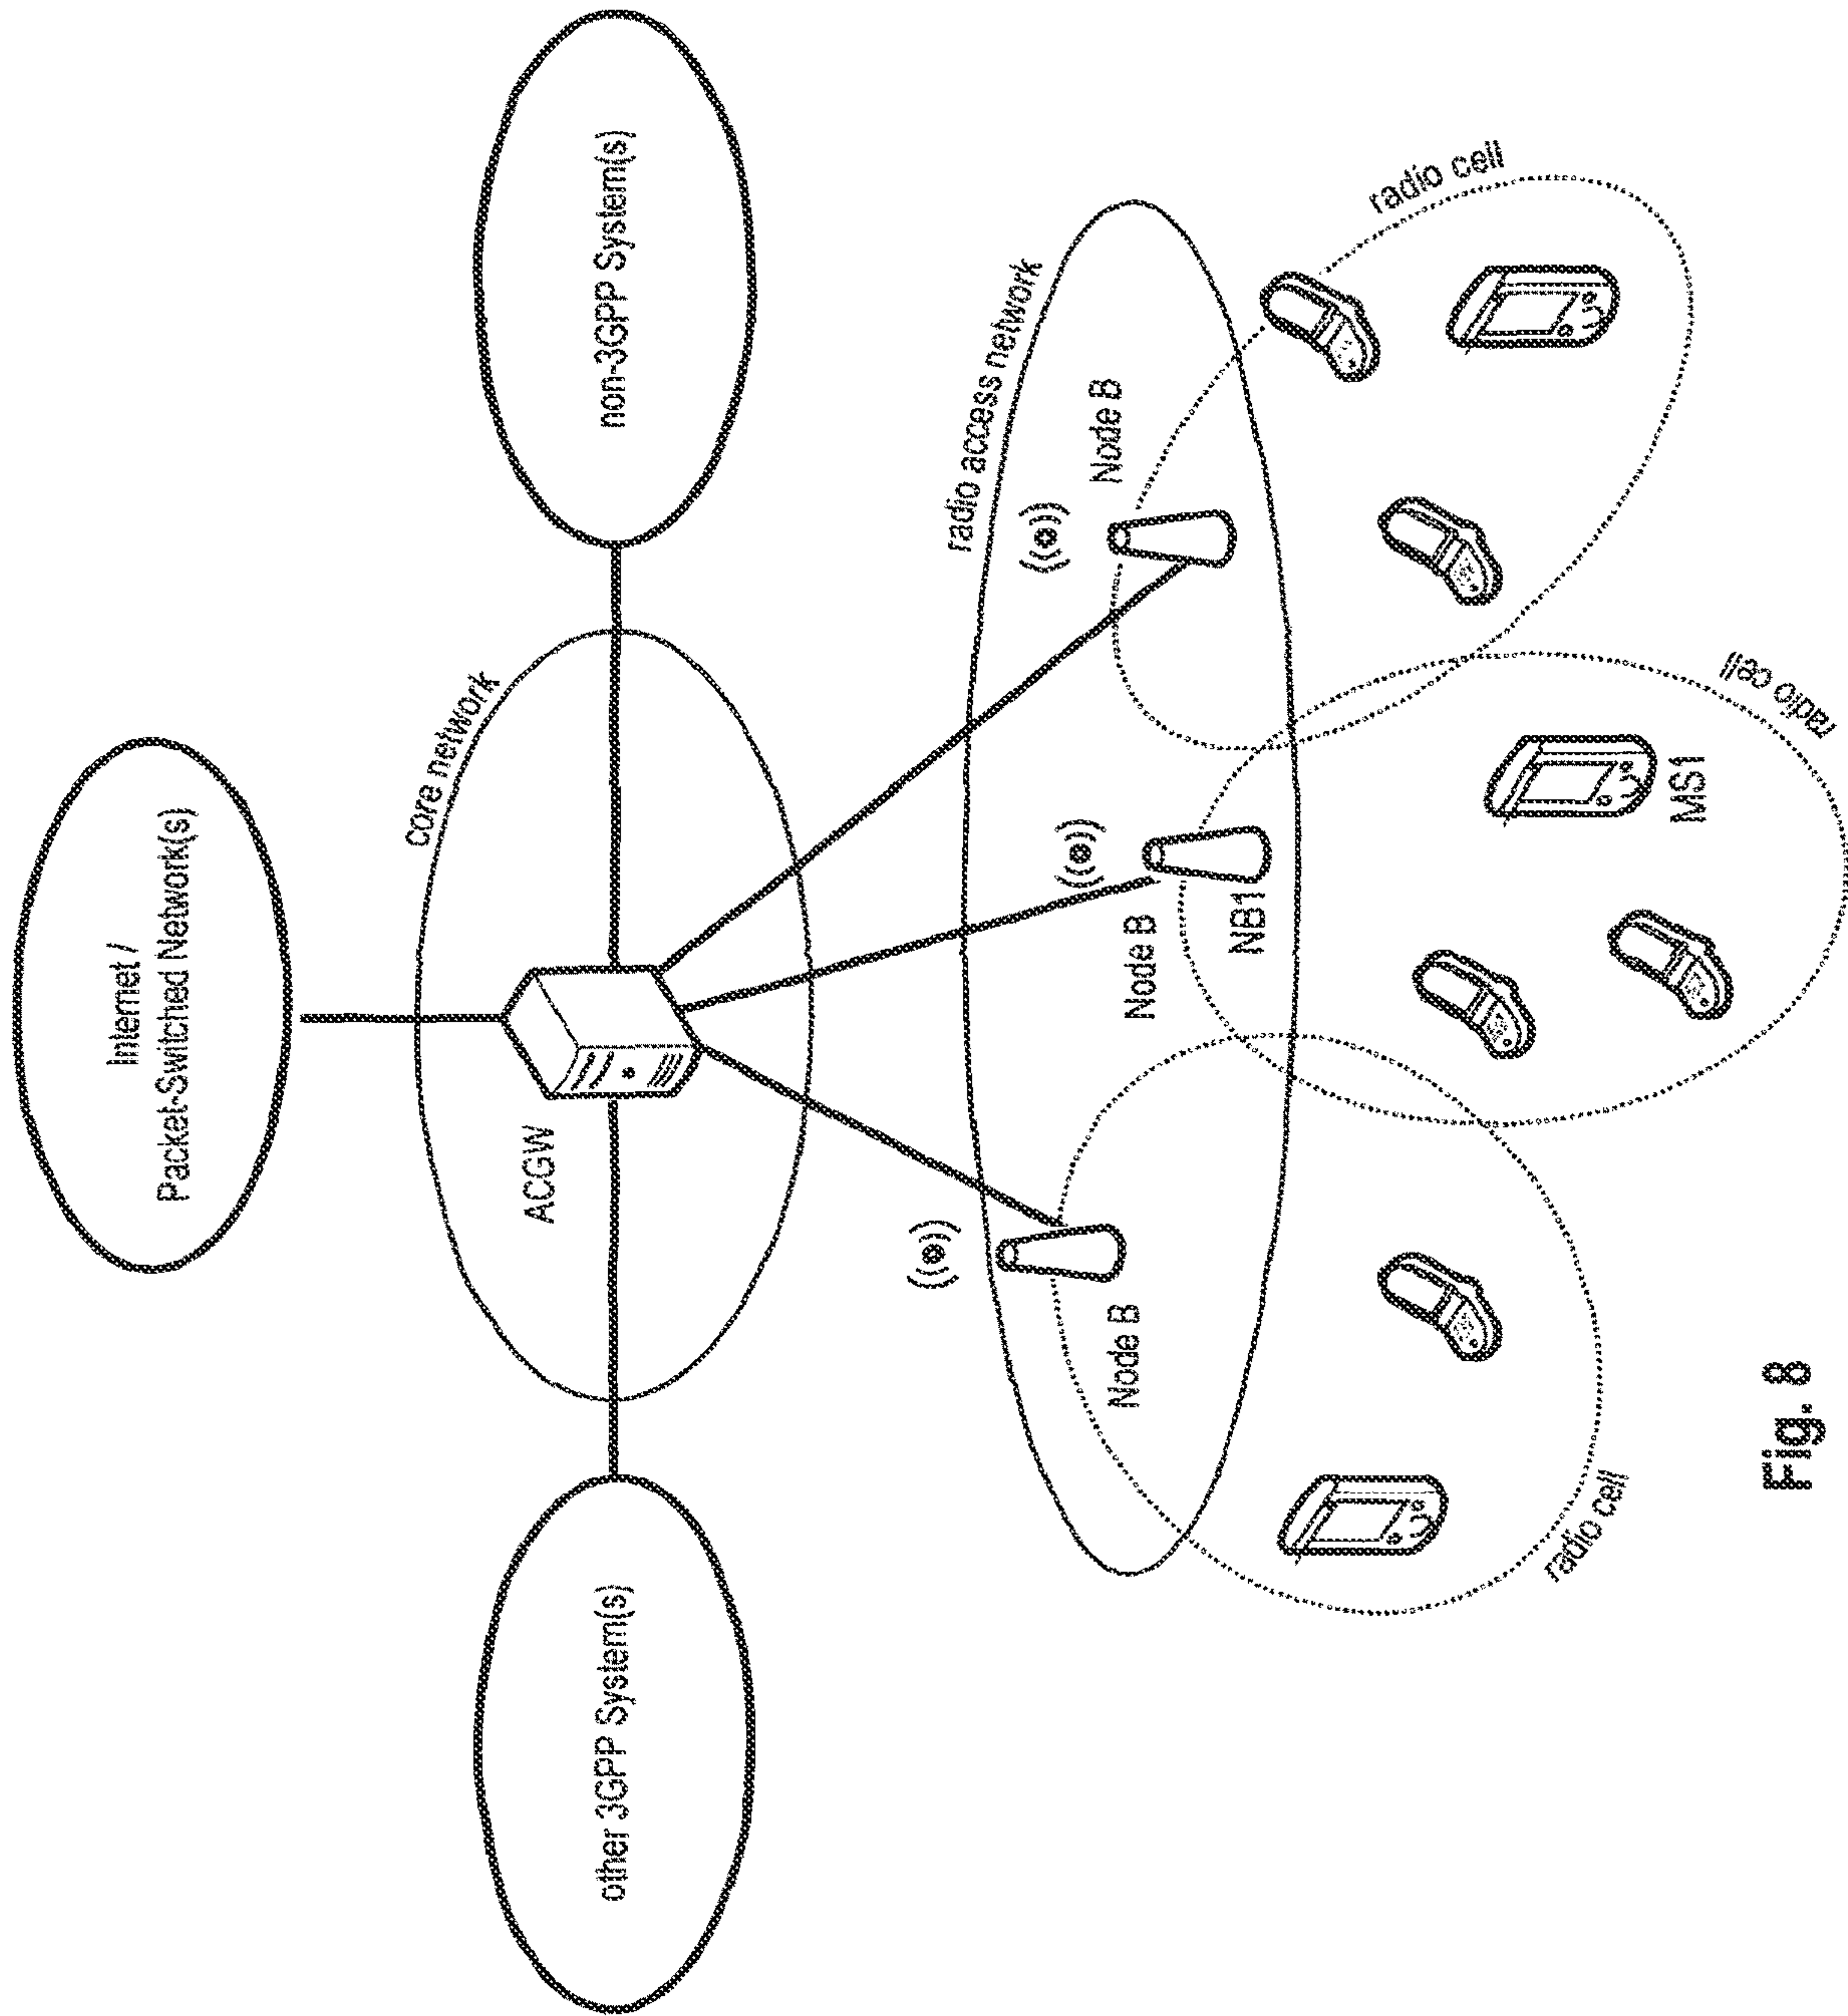 Internet /
Packet-Switched Network(s)
core network
ACGW
other 3GPP System(s)
non-3GPP System(s)
radio access network
Node B
Node B
NB1
Node B
MS1
radio cell
radio cell
radio cell
Fig. 8